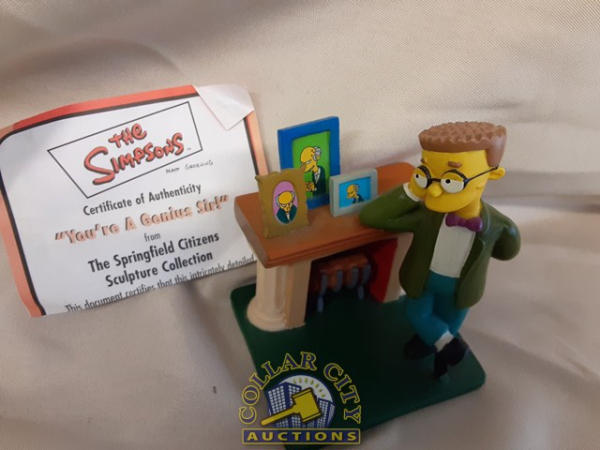 THE
SIMPSONS
MATT GROENING
Certificate of Authenticity
"You're A Genius Sir!"
from
The Springfield Citizens
Sculpture Collection
This document certifies that this intricately detailed
COLLAR CITY
AUCTIONS